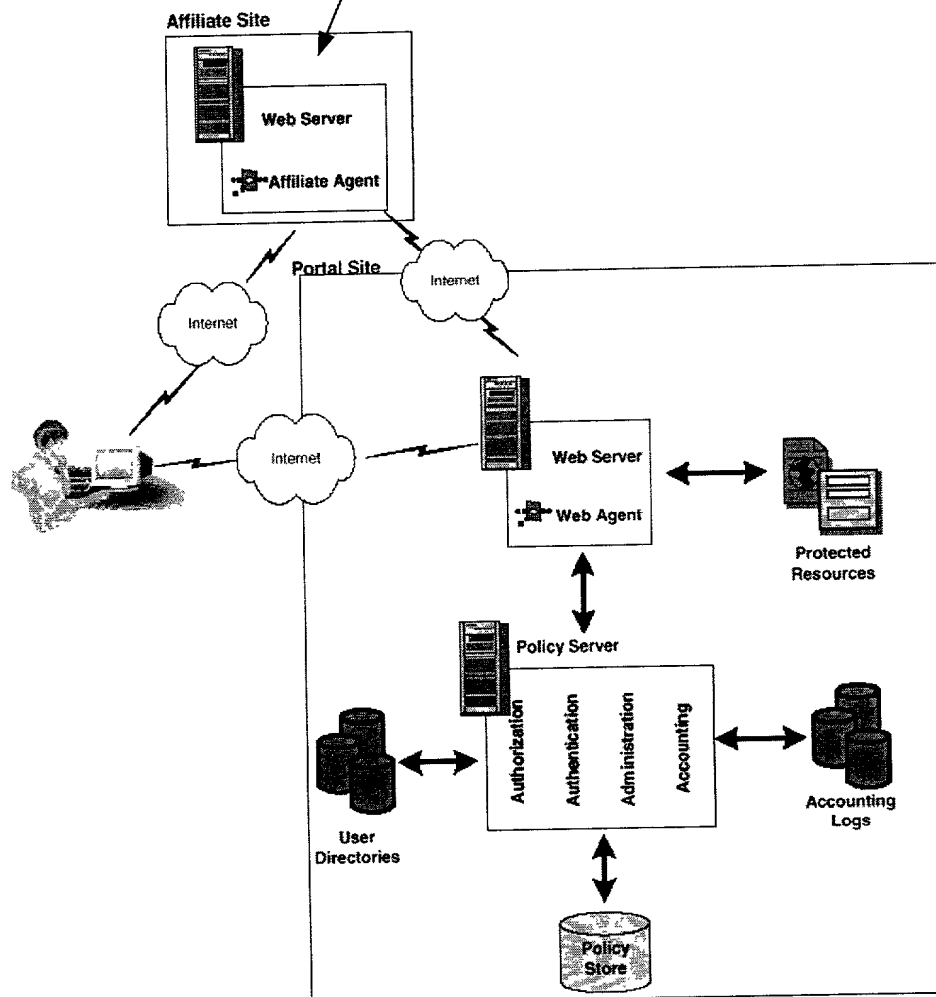 Affiliate Site
Web Server
Affiliate Agent
Portal Site
Internet
Internet
Internet
Web Server
Web Agent
Protected
Resources
Policy Server
Authorization
Authentication
Administration
Accounting
User
Directories
Accounting
Logs
Policy
Store